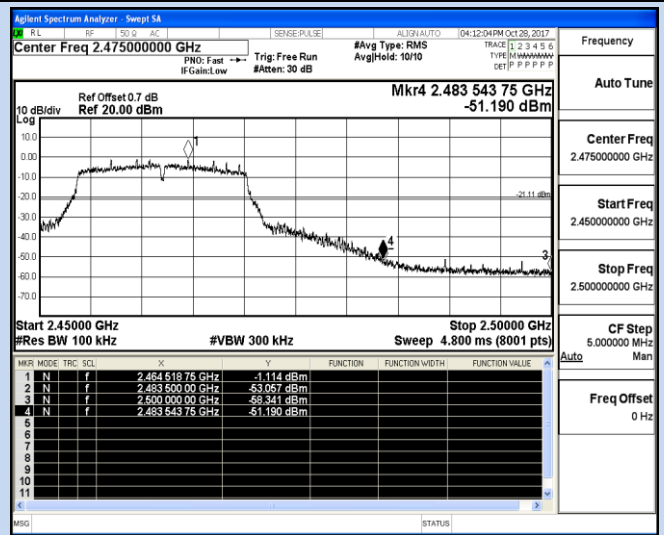 Agilent Spectrum Analyzer - Swept SA
RL RF 50 Ω AC SENSE:PULSE ALIGN AUTO 04:12:04 PM Oct 28, 2017
Center Freq 2.475000000 GHz #Avg Type: RMS TRACE 1 2 3 4 5 6
PNO: Fast Trig: Free Run Avg|Hold: 10/10 TYPE MWWWWW
IFGain:Low #Atten: 30 dB DET P P P P P P
Frequency
Auto Tune
Center Freq
2.475000000 GHz
Start Freq
2.450000000 GHz
Stop Freq
2.500000000 GHz
CF Step
5.000000 MHz
Auto Man
Freq Offset
0 Hz
Mkr4 2.483 543 75 GHz
-51.190 dBm
Ref Offset 0.7 dB
10 dB/div Ref 20.00 dBm
Log
10.0
0.00
-10.0
-20.0
-30.0
-40.0
-50.0
-60.0
-70.0
1
-21.11 dBm
4
3
Start 2.45000 GHz Stop 2.50000 GHz
#Res BW 100 kHz #VBW 300 kHz Sweep 4.800 ms (8001 pts)
MKR MODE TRC SCL X Y FUNCTION FUNCTION WIDTH FUNCTION VALUE
1 N f 2.464 518 75 GHz -1.114 dBm
2 N f 2.483 500 00 GHz -53.057 dBm
3 N f 2.500 000 00 GHz -58.341 dBm
4 N f 2.483 543 75 GHz -51.190 dBm
5
6
7
8
9
10
11
MSG STATUS